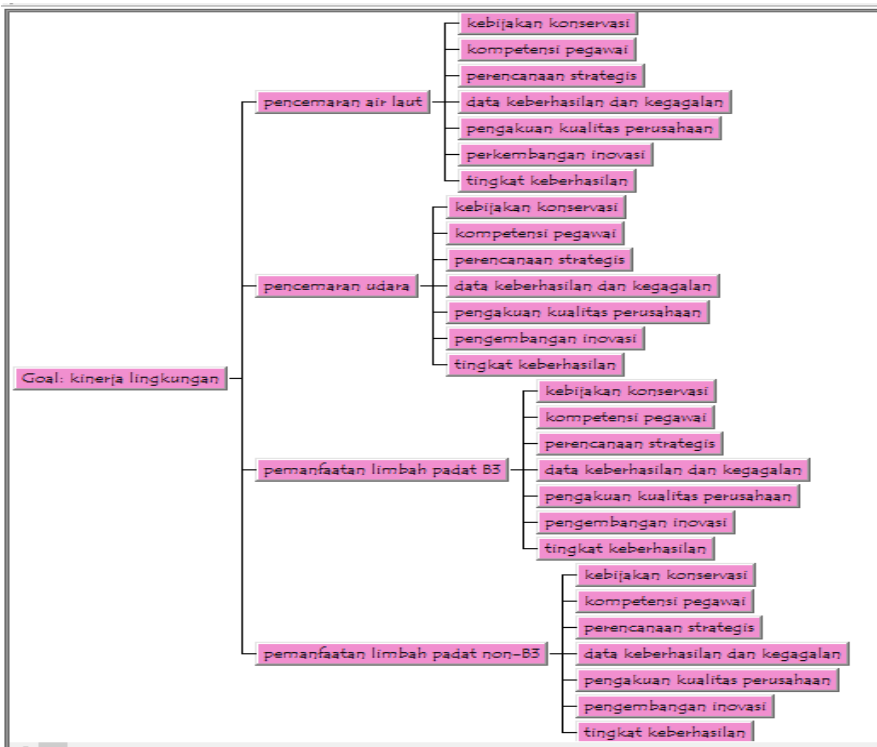 Goal: kinerja lingkungan
pencemaran air laut
kebijakan konservasi
kompetensi pegawai
perencanaan strategis
data keberhasilan dan kegagalan
pengakuan kualitas perusahaan
perkembangan inovasi
tingkat keberhasilan
pencemaran udara
kebijakan konservasi
kompetensi pegawai
perencanaan strategis
data keberhasilan dan kegagalan
pengakuan kualitas perusahaan
pengembangan inovasi
tingkat keberhasilan
pemanfaatan limbah padat B3
kebijakan konservasi
kompetensi pegawai
perencanaan strategis
data keberhasilan dan kegagalan
pengakuan kualitas perusahaan
pengembangan inovasi
tingkat keberhasilan
pemanfaatan limbah padat non-B3
kebijakan konservasi
kompetensi pegawai
perencanaan strategis
data keberhasilan dan kegagalan
pengakuan kualitas perusahaan
pengembangan inovasi
tingkat keberhasilan